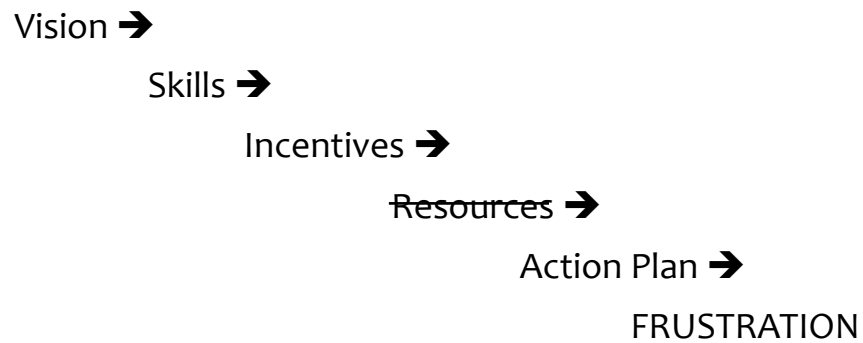 Vision ➔
Skills ➔
Incentives ➔
~~Resources~~ ➔
Action Plan ➔
FRUSTRATION